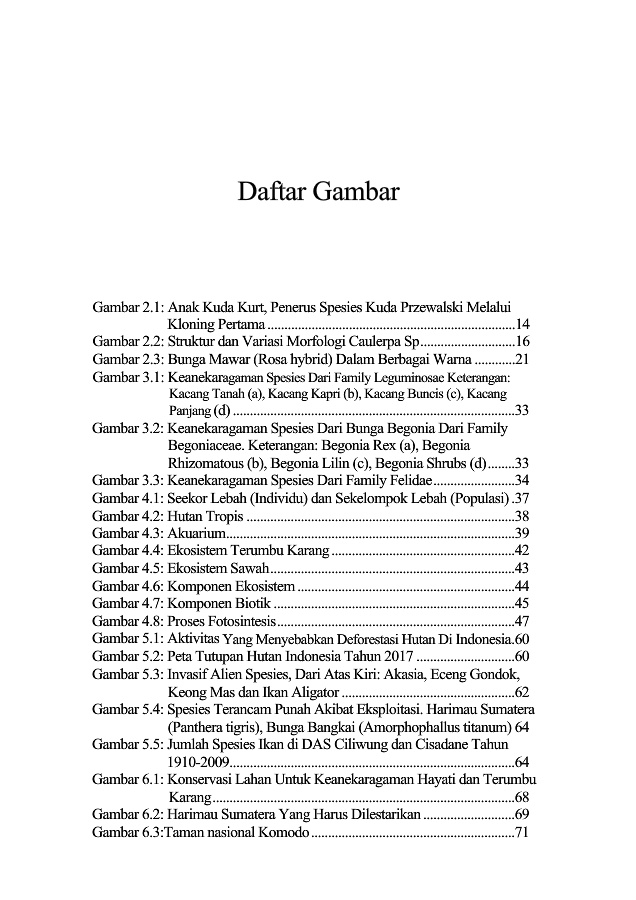 Daftar Gambar
Gambar 2.1: Anak Kuda Kurt, Penerus Spesies Kuda Przewalski Melalui
Kloning Pertama ........................................................................14
Gambar 2.2: Struktur dan Variasi Morfologi Caulerpa Sp...........................16
Gambar 2.3: Bunga Mawar (Rosa hybrid) Dalam Berbagai Warna ............21
Gambar 3.1: Keanekaragaman Spesies Dari Family Leguminosae Keterangan:
Kacang Tanah (a), Kacang Kapri (b), Kacang Buncis (c), Kacang
Panjang (d) ..................................................................................33
Gambar 3.2: Keanekaragaman Spesies Dari Bunga Begonia Dari Family
Begoniaceae. Keterangan: Begonia Rex (a), Begonia
Rhizomatous (b), Begonia Lilin (c), Begonia Shrubs (d)........33
Gambar 3.3: Keanekaragaman Spesies Dari Family Felidae........................34
Gambar 4.1: Seekor Lebah (Individu) dan Sekelompok Lebah (Populasi) .37
Gambar 4.2: Hutan Tropis ..............................................................................38
Gambar 4.3: Akuarium....................................................................................39
Gambar 4.4: Ekosistem Terumbu Karang .....................................................42
Gambar 4.5: Ekosistem Sawah.......................................................................43
Gambar 4.6: Komponen Ekosistem ...............................................................44
Gambar 4.7: Komponen Biotik ......................................................................45
Gambar 4.8: Proses Fotosintesis.....................................................................47
Gambar 5.1: Aktivitas Yang Menyebabkan Deforestasi Hutan Di Indonesia.60
Gambar 5.2: Peta Tutupan Hutan Indonesia Tahun 2017 ............................60
Gambar 5.3: Invasif Alien Spesies, Dari Atas Kiri: Akasia, Eceng Gondok,
Keong Mas dan Ikan Aligator ..................................................62
Gambar 5.4: Spesies Terancam Punah Akibat Eksploitasi. Harimau Sumatera
(Panthera tigris), Bunga Bangkai (Amorphophallus titanum) 64
Gambar 5.5: Jumlah Spesies Ikan di DAS Ciliwung dan Cisadane Tahun
1910-2009...................................................................................64
Gambar 6.1: Konservasi Lahan Untuk Keanekaragaman Hayati dan Terumbu
Karang........................................................................................68
Gambar 6.2: Harimau Sumatera Yang Harus Dilestarikan ..........................69
Gambar 6.3:Taman nasional Komodo ...........................................................71